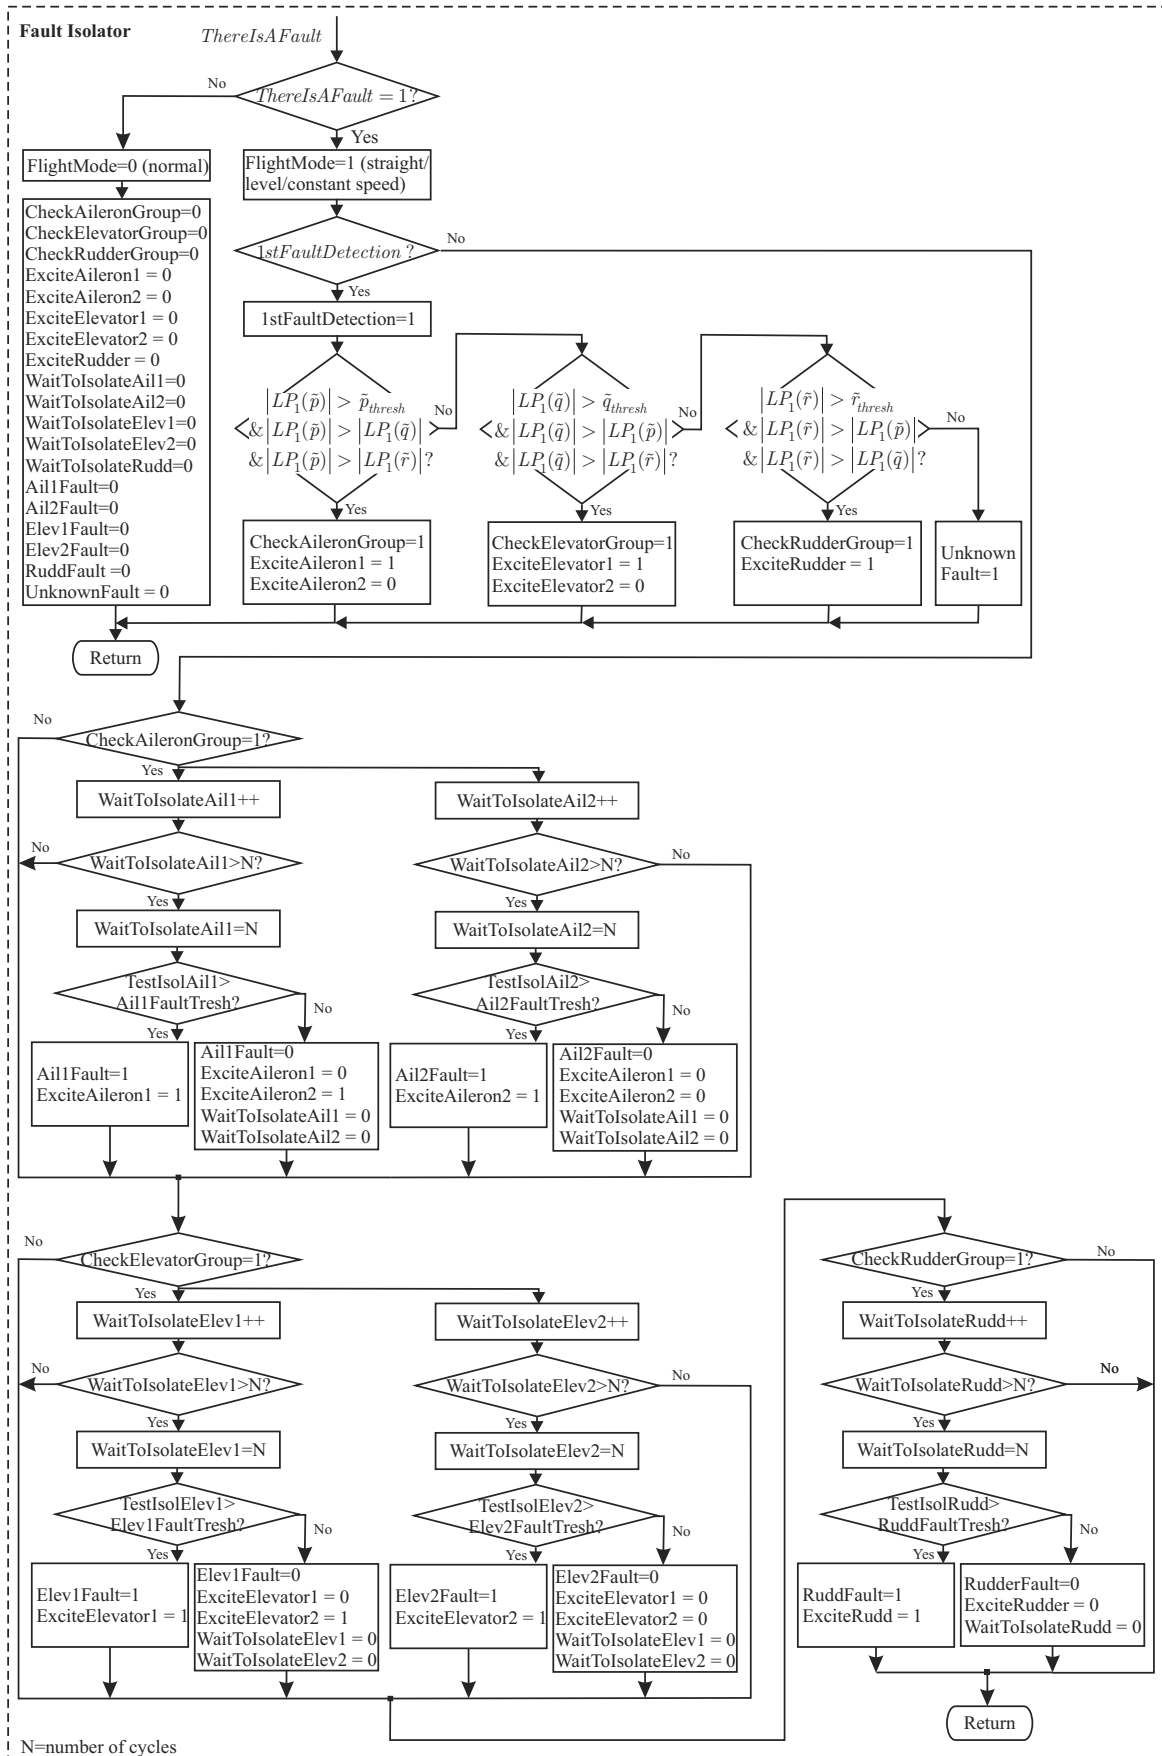 Fault Isolator
ThereIsAFault
No
ThereIsAFault = 1?
Yes
FlightMode=0 (normal)
FlightMode=1 (straight/
level/constant speed)
CheckAileronGroup=0
CheckElevatorGroup=0
CheckRudderGroup=0
ExciteAileron1 = 0
ExciteAileron2 = 0
ExciteElevator1 = 0
ExciteElevator2 = 0
ExciteRudder = 0
WaitToIsolateAil1=0
WaitToIsolateAil2=0
WaitToIsolateElev1=0
WaitToIsolateElev2=0
WaitToIsolateRudd=0
Ail1Fault=0
Ail2Fault=0
Elev1Fault=0
Elev2Fault=0
RuddFault =0
UnknownFault = 0
1stFaultDetection ?
No
Yes
1stFaultDetection=1
|LP₁(p̃)| > p̃thresh
&|LP₁(p̃)| > |LP₁(q̃)|
&|LP₁(p̃)| > |LP₁(r̃)|?
No
Yes
|LP₁(q̃)| > q̃thresh
&|LP₁(q̃)| > |LP₁(p̃)|
&|LP₁(q̃)| > |LP₁(r̃)|?
No
Yes
|LP₁(r̃)| > r̃thresh
&|LP₁(r̃)| > |LP₁(p̃)|
&|LP₁(r̃)| > |LP₁(q̃)|?
No
Yes
CheckAileronGroup=1
ExciteAileron1 = 1
ExciteAileron2 = 0
CheckElevatorGroup=1
ExciteElevator1 = 1
ExciteElevator2 = 0
CheckRudderGroup=1
ExciteRudder = 1
Unknown
Fault=1
Return
No
CheckAileronGroup=1?
Yes
WaitToIsolateAil1++
No
WaitToIsolateAil1>N?
Yes
WaitToIsolateAil1=N
TestIsolAil1>
Ail1FaultTresh?
No
Yes
Ail1Fault=1
ExciteAileron1 = 1
Ail1Fault=0
ExciteAileron1 = 0
ExciteAileron2 = 1
WaitToIsolateAil1 = 0
WaitToIsolateAil2 = 0
WaitToIsolateAil2++
WaitToIsolateAil2>N?
No
Yes
WaitToIsolateAil2=N
TestIsolAil2>
Ail2FaultTresh?
No
Yes
Ail2Fault=1
ExciteAileron2 = 1
Ail2Fault=0
ExciteAileron1 = 0
ExciteAileron2 = 0
WaitToIsolateAil1 = 0
WaitToIsolateAil2 = 0
No
CheckElevatorGroup=1?
Yes
WaitToIsolateElev1++
No
WaitToIsolateElev1>N?
Yes
WaitToIsolateElev1=N
TestIsolElev1>
Elev1FaultTresh?
No
Yes
Elev1Fault=1
ExciteElevator1 = 1
Elev1Fault=0
ExciteElevator1 = 0
ExciteElevator2 = 1
WaitToIsolateElev1 = 0
WaitToIsolateElev2 = 0
WaitToIsolateElev2++
WaitToIsolateElev2>N?
No
Yes
WaitToIsolateElev2=N
TestIsolElev2>
Elev2FaultTresh?
No
Yes
Elev2Fault=1
ExciteElevator2 = 1
Elev2Fault=0
ExciteElevator1 = 0
ExciteElevator2 = 0
WaitToIsolateElev1 = 0
WaitToIsolateElev2 = 0
CheckRudderGroup=1?
No
Yes
WaitToIsolateRudd++
WaitToIsolateRudd>N?
No
Yes
WaitToIsolateRudd=N
TestIsolRudd>
RuddFaultTresh?
No
Yes
RuddFault=1
ExciteRudd = 1
RudderFault=0
ExciteRudder = 0
WaitToIsolateRudd = 0
Return
N=number of cycles